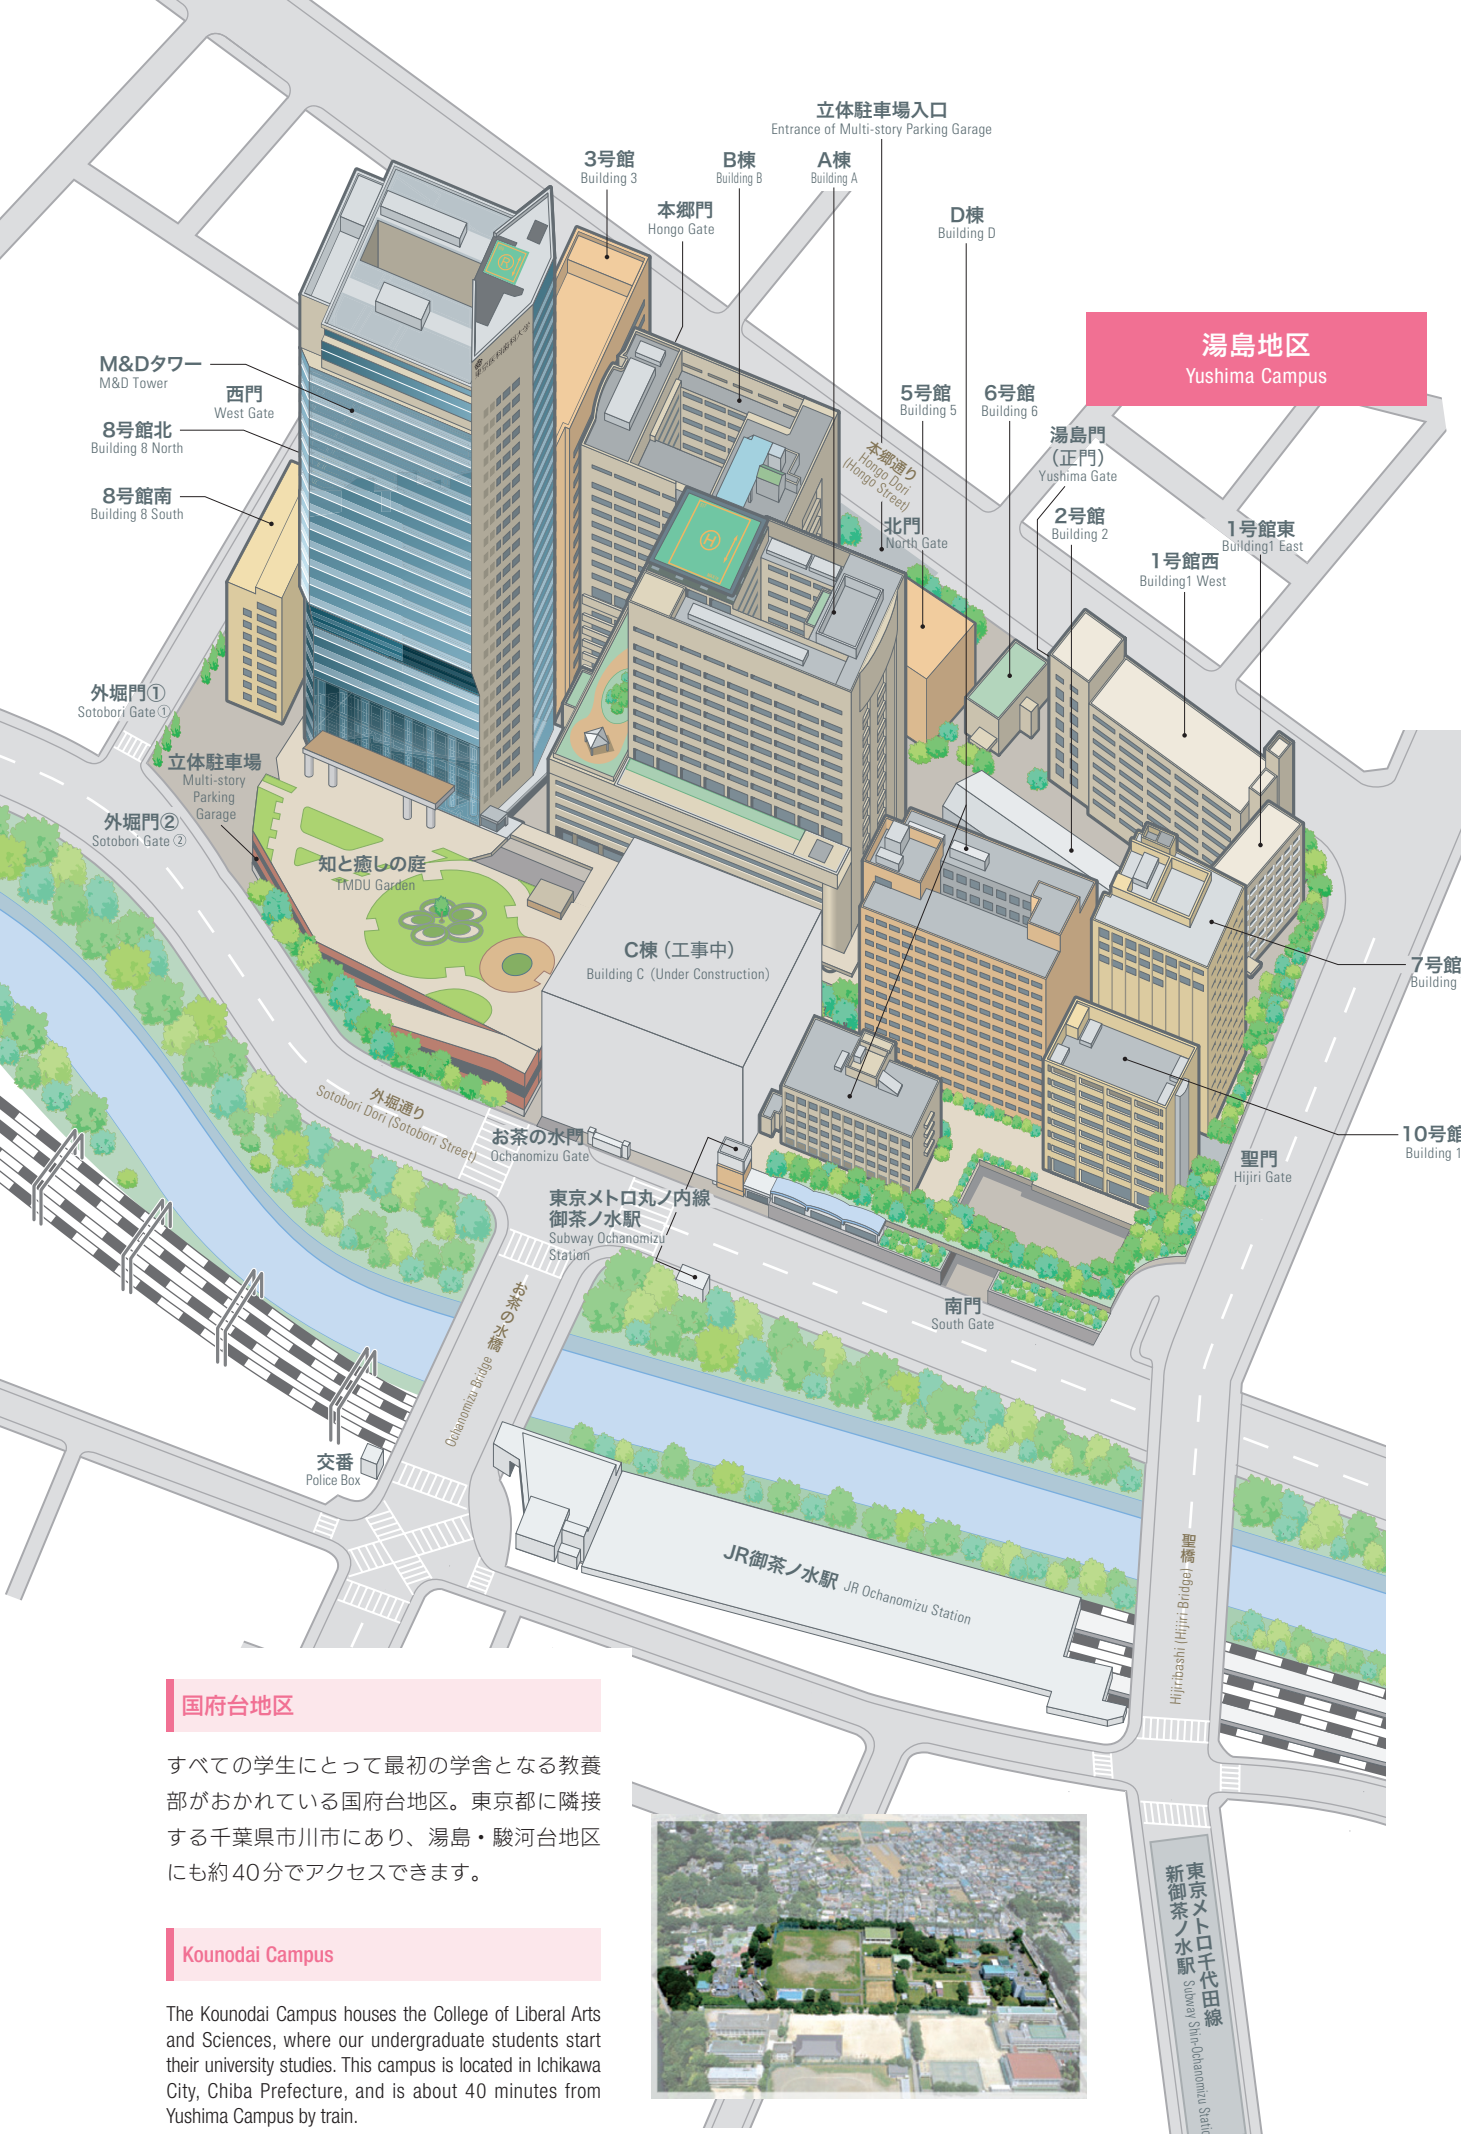 立体駐車場入口
Entrance of Multi-story Parking Garage
3号館
Building 3
B棟
Building B
A棟
Building A
本郷門
Hongo Gate
D棟
Building D
湯島地区
Yushima Campus
M&Dタワー
M&D Tower
西門
West Gate
8号館北
Building 8 North
8号館南
Building 8 South
東京医科歯科大学
5号館
Building 5
6号館
Building 6
湯島門
(正門)
Yushima Gate
本郷通り
Hongo Dori
(Hongo Street)
北門
North Gate
2号館
Building 2
1号館東
Building1 East
1号館西
Building1 West
R
H
外堀門①
Sotobori Gate①
立体駐車場
Multi-story
Parking
Garage
外堀門②
Sotobori Gate②
知と癒しの庭
TMDU Garden
C棟(工事中)
Building C (Under Construction)
7号館
Building
10号館
Building 1
聖門
Hijiri Gate
外堀通り
Sotobori Dori (Sotobori Street)
お茶の水門
Ochanomizu Gate
東京メトロ丸ノ内線
御茶ノ水駅
Subway Ochanomizu
Station
南門
South Gate
お茶の水橋
Ochanomizu Bridge
交番
Police Box
JR御茶ノ水駅 JR Ochanomizu Station
聖橋
Hijiribashi (Hijiri Bridge)
東京メトロ千代田線
新御茶ノ水駅 Subway Shin-Ochanomizu Statio
国府台地区
すべての学生にとって最初の学舎となる教養
部がおかれている国府台地区。東京都に隣接
する千葉県市川市にあり、湯島・駿河台地区
にも約40分でアクセスできます。
Kounodai Campus
The Kounodai Campus houses the College of Liberal Arts
and Sciences, where our undergraduate students start
their university studies. This campus is located in Ichikawa
City, Chiba Prefecture, and is about 40 minutes from
Yushima Campus by train.